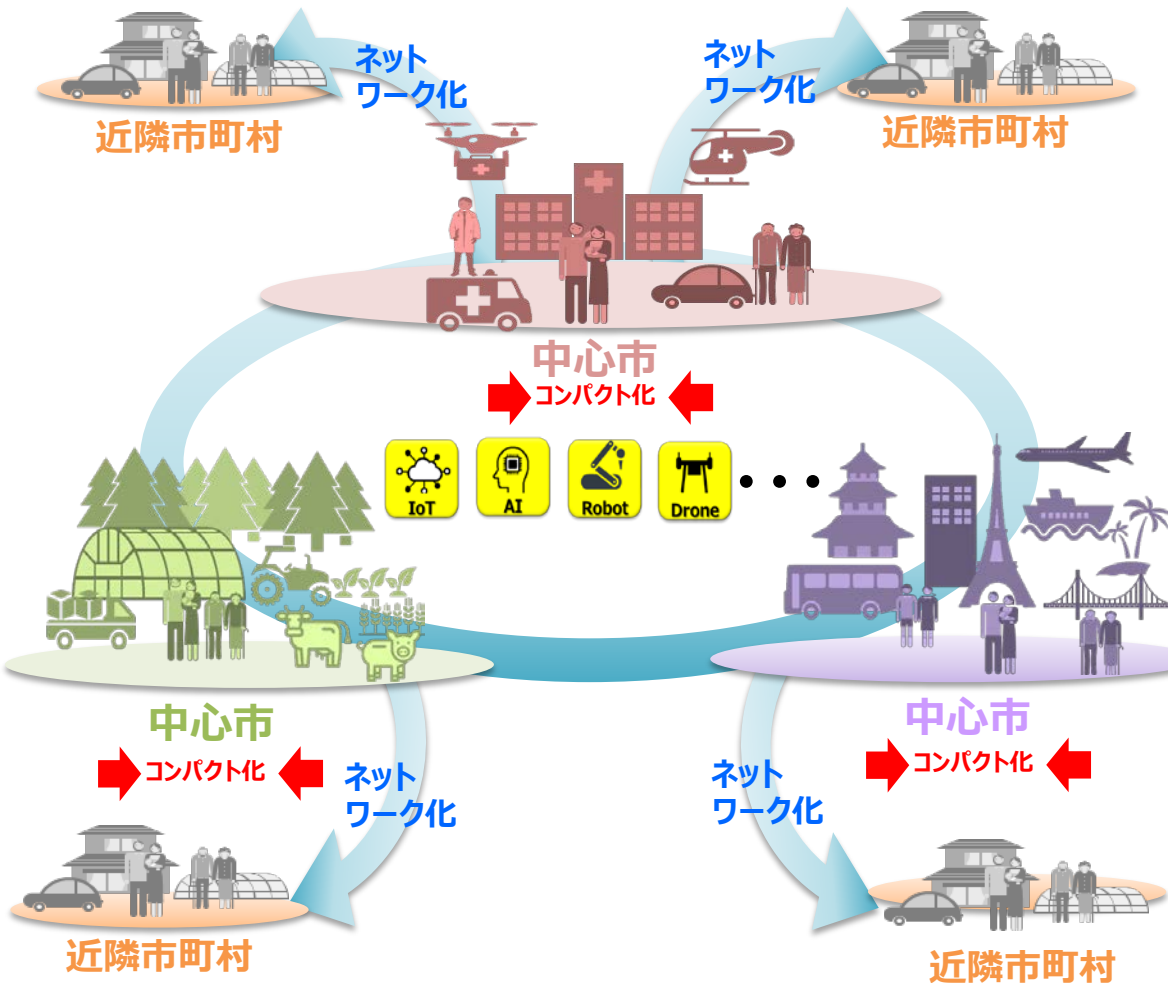 ネット
ワーク化
ネット
ワーク化
近隣市町村
近隣市町村
中心市
コンパクト化
IoT
AI
Robot
Drone
・・・
中心市
コンパクト化
中心市
コンパクト化
ネット
ワーク化
ネット
ワーク化
近隣市町村
近隣市町村